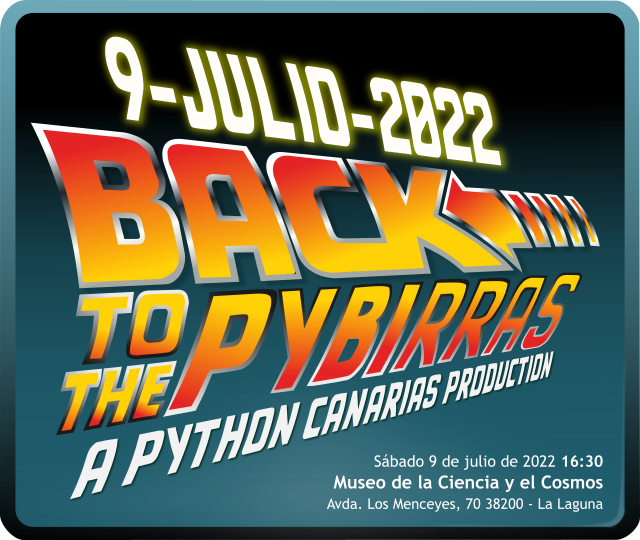 9-JULIO-2022
BACK
TO
THE PYBIRRAS
A PYTHON CANARIAS PRODUCTION
Sábado 9 de julio de 2022 16:30
Museo de la Ciencia y el Cosmos
Avda. Los Menceyes, 70 38200 - La Laguna